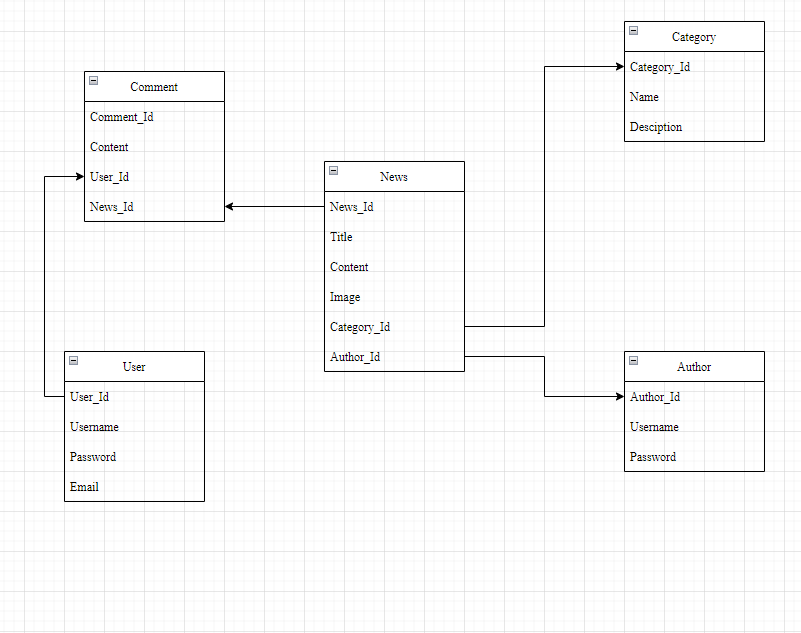 Category
Category_Id
Name
Desciption
Comment
Comment_Id
Content
User_Id
News_Id
News
News_Id
Title
Content
Image
Category_Id
Author_Id
User
User_Id
Username
Password
Email
Author
Author_Id
Username
Password